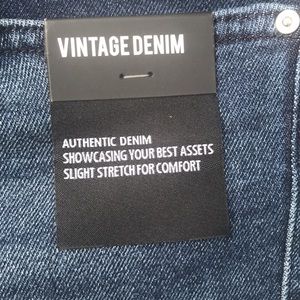 VINTAGE DENIM
AUTHENTIC DENIM
SHOWCASING YOUR BEST ASSETS
SLIGHT STRETCH FOR COMFORT